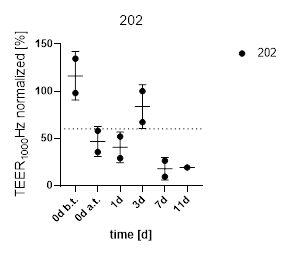 202
TEER1000Hz normalized [%]
150
100
50
0
0d b.t.
0d a.t.
1d
3d
7d
11d
time [d]
202